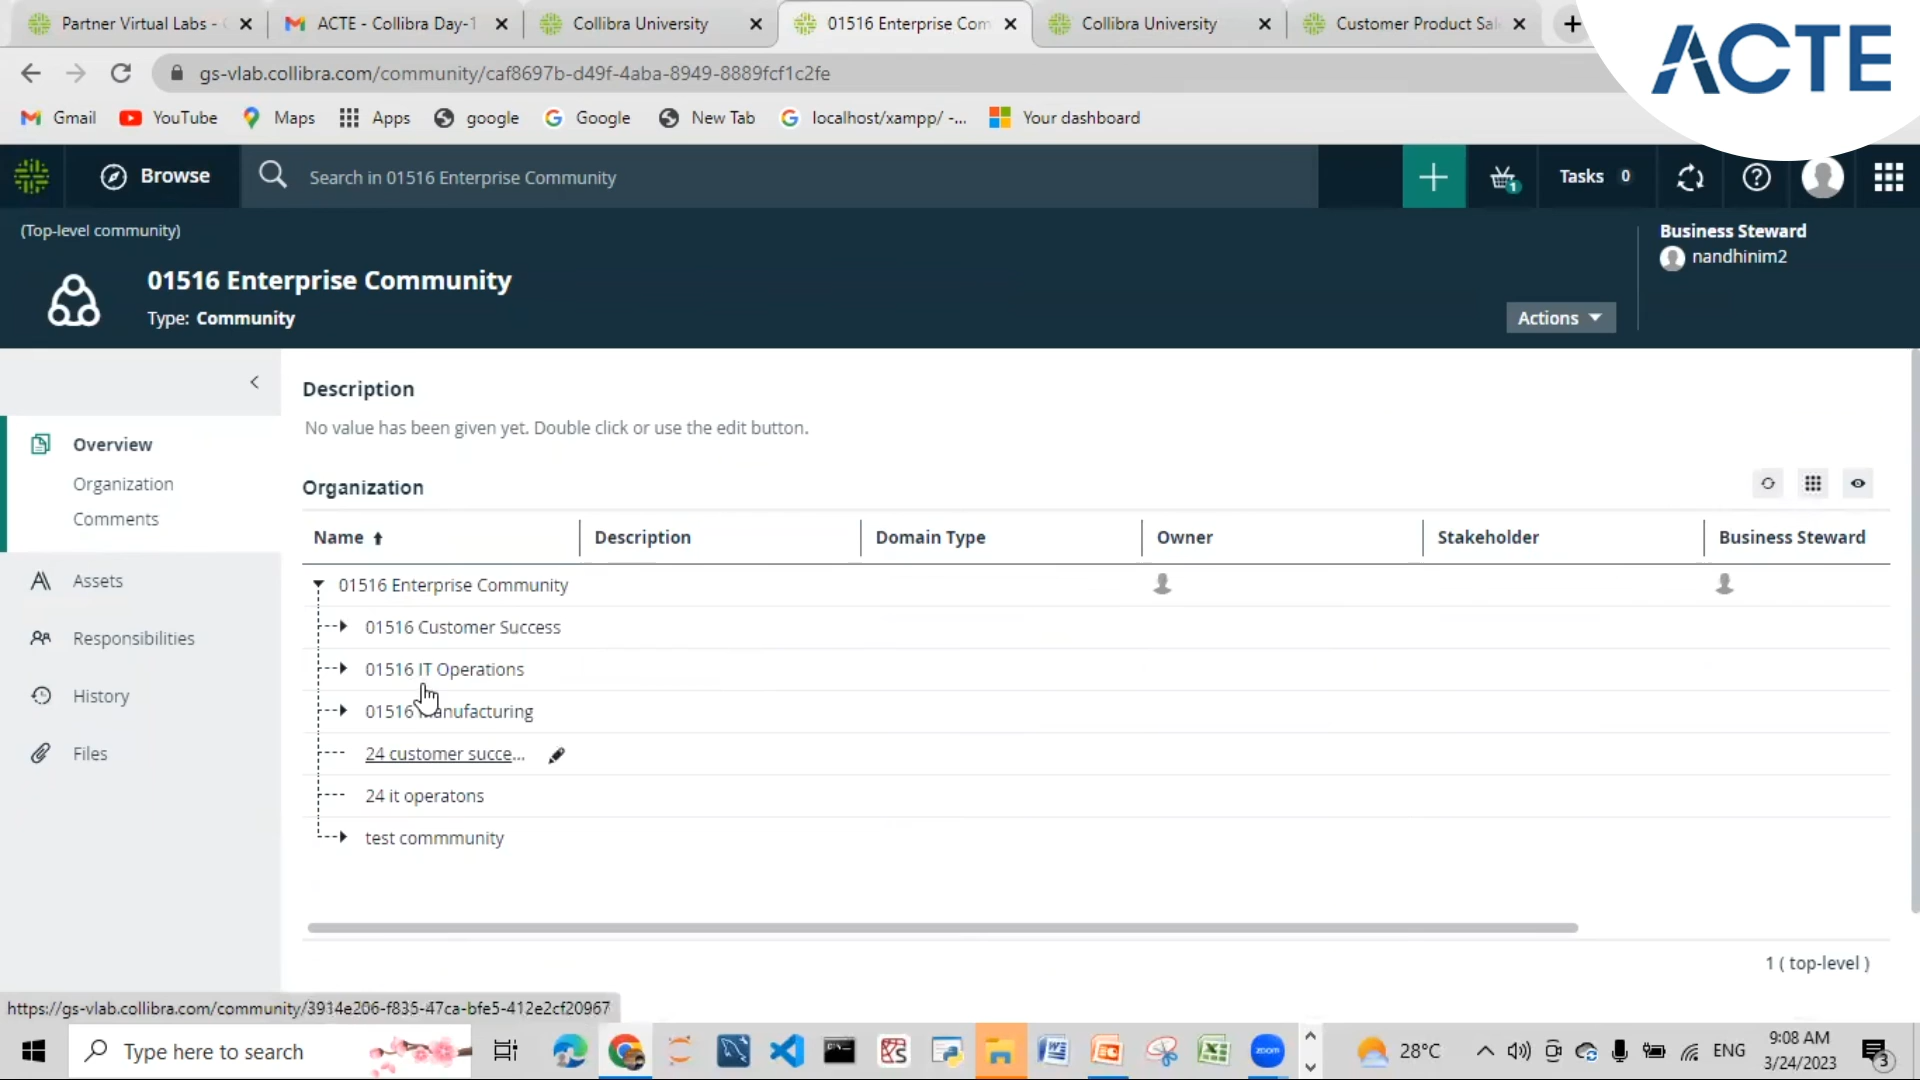 Partner Virtual Labs -
ACTE - Collibra Day-1
Collibra University
01516 Enterprise Com
Collibra University
Customer Product Sal
ACTE
gs-vlab.collibra.com/community/caf8697b-d49f-4aba-8949-8889fcf1c2fe
Gmail
YouTube
Maps
Apps
google
Google
New Tab
localhost/xampp/ -...
Your dashboard
Browse
Search in 01516 Enterprise Community
1
Tasks 0
(Top-level community)
01516 Enterprise Community
Type: Community
Actions
Business Steward
nandhinim2
Overview
Organization
Comments
Assets
Responsibilities
History
Files
Description
No value has been given yet. Double click or use the edit button.
Organization
Name Description Domain Type Owner Stakeholder Business Steward
01516 Enterprise Community
01516 Customer Success
01516 IT Operations
01516 Manufacturing
24 customer succe...
24 it operatons
test commmunity
1 ( top-level )
https://gs-vlab.collibra.com/community/3914e206-f835-47ca-bfe5-412e2cf20967
Type here to search
zoom
28°C
ENG
9:08 AM
3/24/2023
3